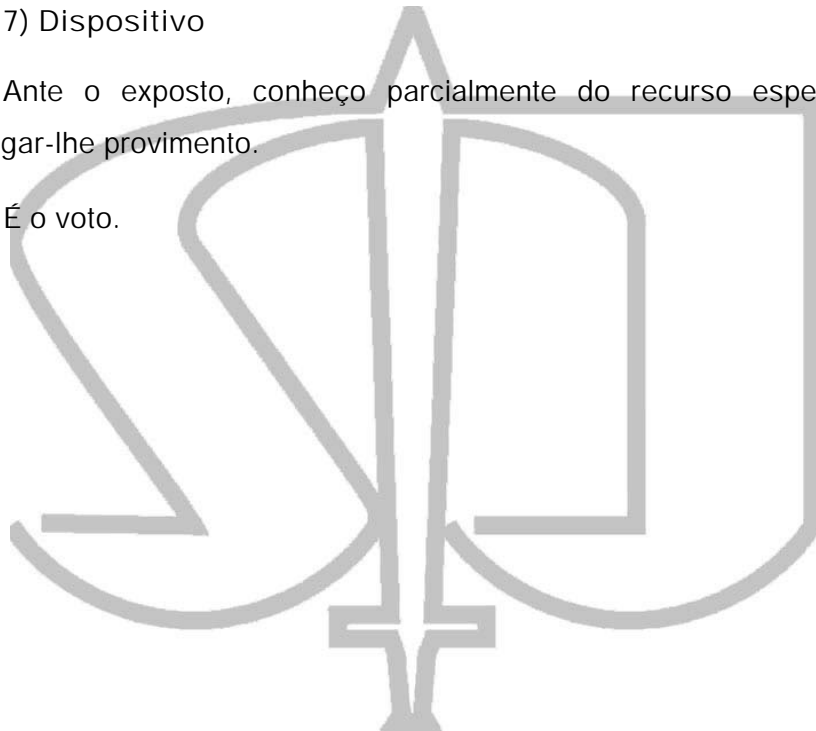 7) Dispositivo
Ante o exposto, conheço parcialmente do recurso espe
gar-lhe provimento.
É o voto.